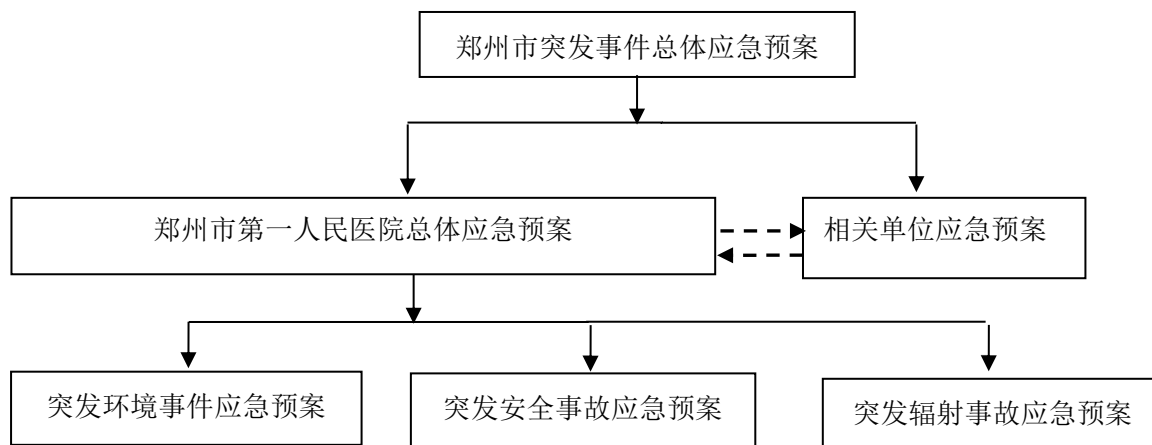 郑州市突发事件总体应急预案
郑州市第一人民医院总体应急预案
相关单位应急预案
突发环境事件应急预案
突发安全事故应急预案
突发辐射事故应急预案